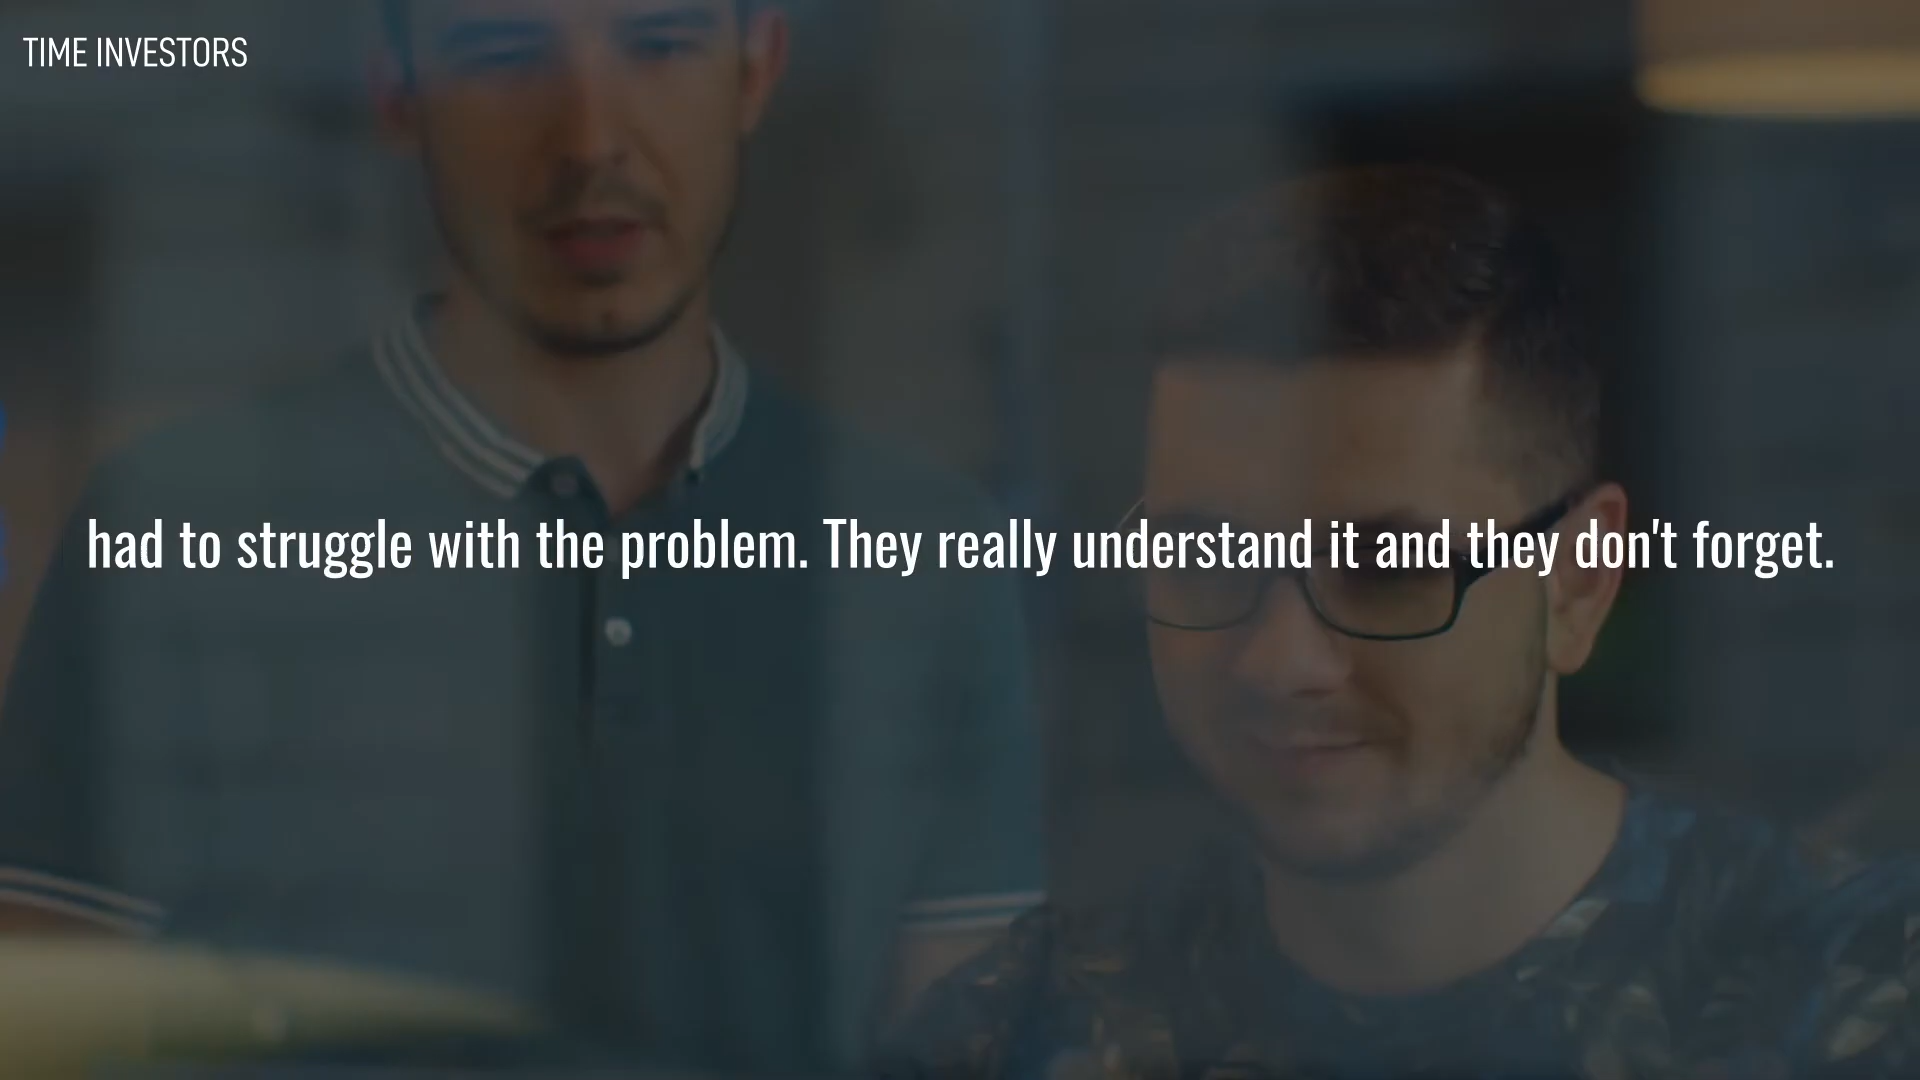 TIME INVESTORS
had to struggle with the problem. They really understand it and they don't forget.